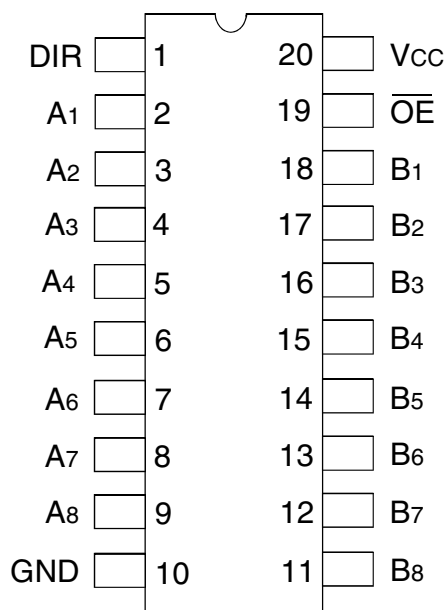 DIR 1 20 VCC
A1 2 19 O̅E̅
A2 3 18 B1
A3 4 17 B2
A4 5 16 B3
A5 6 15 B4
A6 7 14 B5
A7 8 13 B6
A8 9 12 B7
GND 10 11 B8